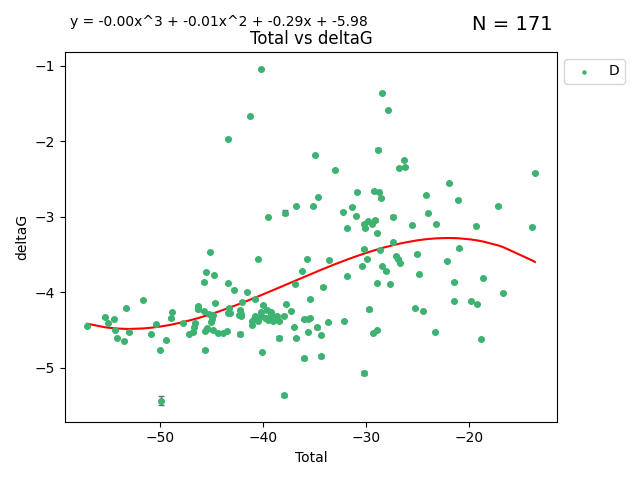 y = -0.00x^3 + -0.01x^2 + -0.29x + -5.98
N = 171
Total vs deltaG
D
−1
−2
−3
−4
−5
deltaG
−50
−40
−30
−20
Total